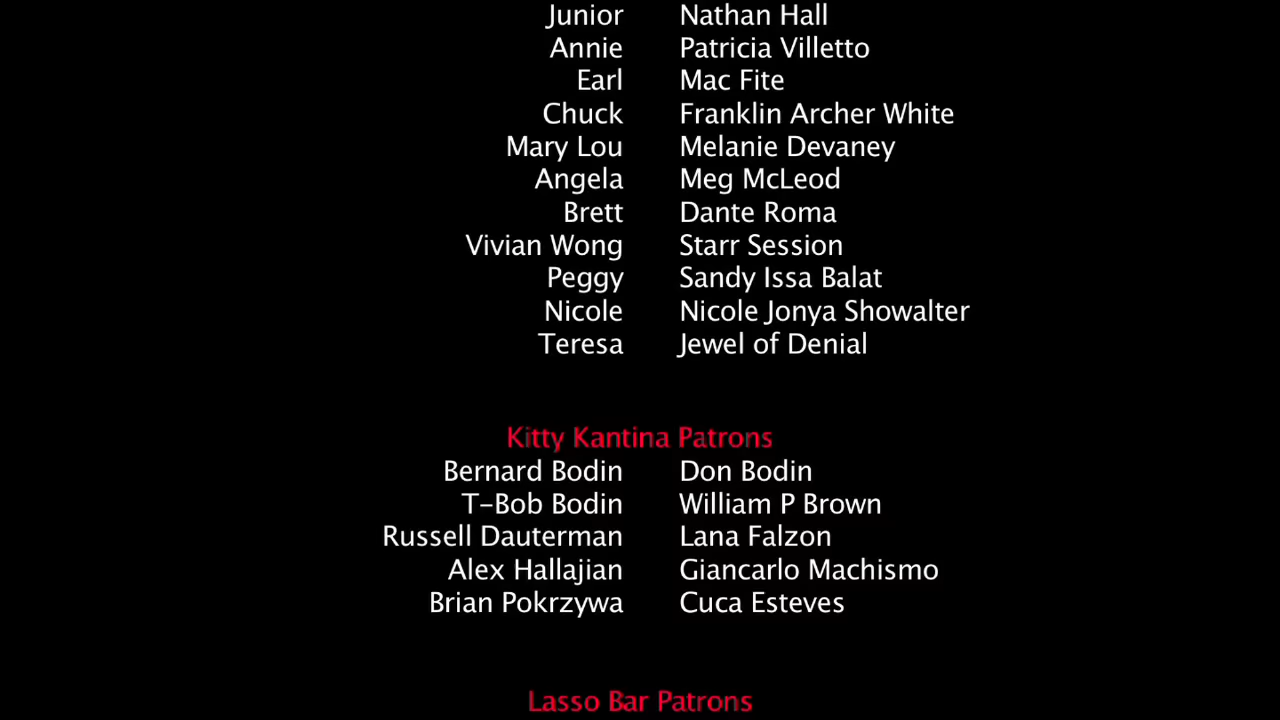 Junior Nathan Hall
Annie Patricia Villetto
Earl Mac Fite
Chuck Franklin Archer White
Mary Lou Melanie Devaney
Angela Meg McLeod
Brett Dante Roma
Vivian Wong Starr Session
Peggy Sandy Issa Balat
Nicole Nicole Jonya Showalter
Teresa Jewel of Denial
Kitty Kantina Patrons
Bernard Bodin Don Bodin
T-Bob Bodin William P Brown
Russell Dauterman Lana Falzon
Alex Hallajian Giancarlo Machismo
Brian Pokrzywa Cuca Esteves
Lasso Bar Patrons